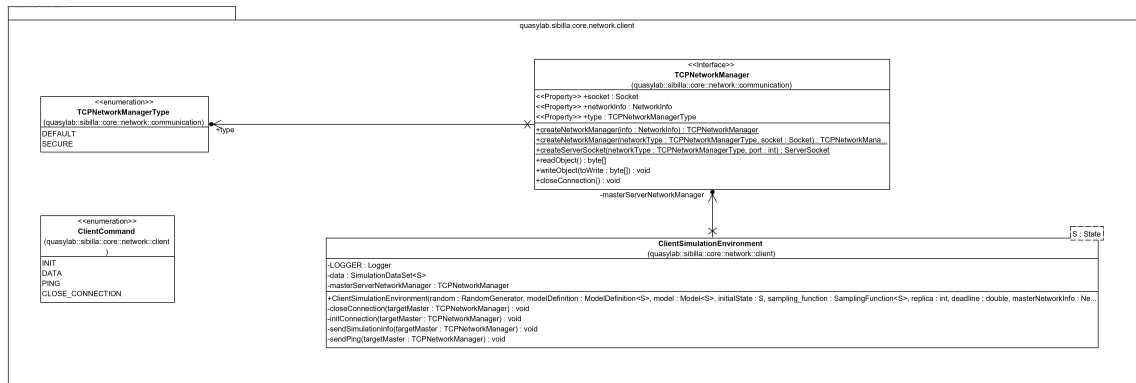 quasylab.sibilla.core.network.client
<<Interface>>
TCPNetworkManager
(quasylab::sibilla::core::network::communication)
<<Property>> +socket : Socket
<<Property>> +networkInfo : NetworkInfo
<<Property>> +type : TCPNetworkManagerType
+createNetworkManager(info : NetworkInfo) : TCPNetworkManager
+createNetworkManager(networkType : TCPNetworkManagerType, socket : Socket) : TCPNetworkMana...
+createServerSocket(networkType : TCPNetworkManagerType, port : int) : ServerSocket
+readObject() : byte[]
+writeObject(toWrite : byte[]) : void
+closeConnection() : void
<<enumeration>>
TCPNetworkManagerType
(quasylab::sibilla::core::network::communication)
DEFAULT
SECURE
+type
-masterServerNetworkManager
<<enumeration>>
ClientCommand
(quasylab::sibilla::core::network::client
)
INIT
DATA
PING
CLOSE_CONNECTION
S : State
ClientSimulationEnvironment
(quasylab::sibilla::core::network::client)
-LOGGER : Logger
-data : SimulationDataSet<S>
-masterServerNetworkManager : TCPNetworkManager
+ClientSimulationEnvironment(random : RandomGenerator, modelDefinition : ModelDefinition<S>, model : Model<S>, initialState : S, sampling_function : SamplingFunction<S>, replica : int, deadline : double, masterNetworkInfo : Ne...
-closeConnection(targetMaster : TCPNetworkManager) : void
-initConnection(targetMaster : TCPNetworkManager) : void
-sendSimulationInfo(targetMaster : TCPNetworkManager) : void
-sendPing(targetMaster : TCPNetworkManager) : void